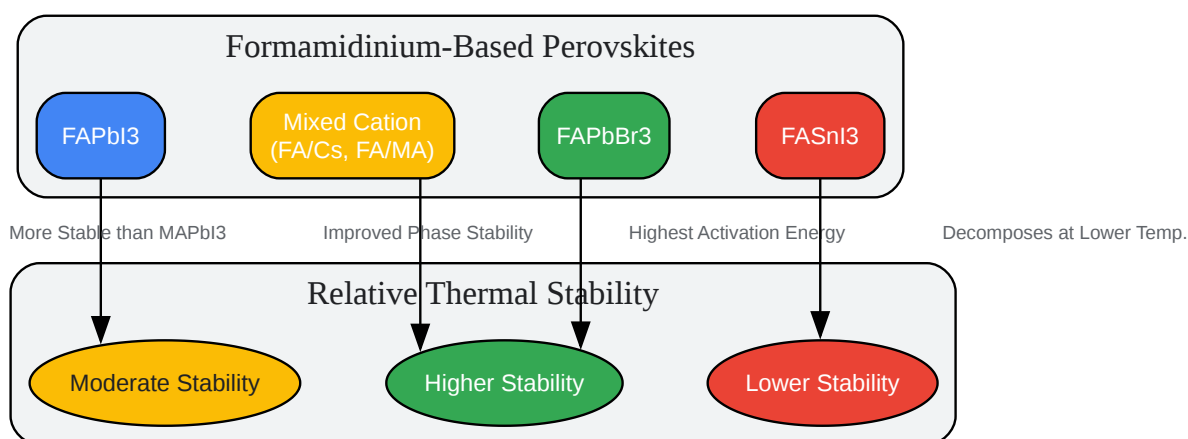 Formamidinium-Based Perovskites
FAPbI3
Mixed Cation
(FA/Cs, FA/MA)
FAPbBr3
FASnI3
More Stable than MAPbI3
Improved Phase Stability
Highest Activation Energy
Decomposes at Lower Temp.
Relative Thermal Stability
Moderate Stability
Higher Stability
Lower Stability